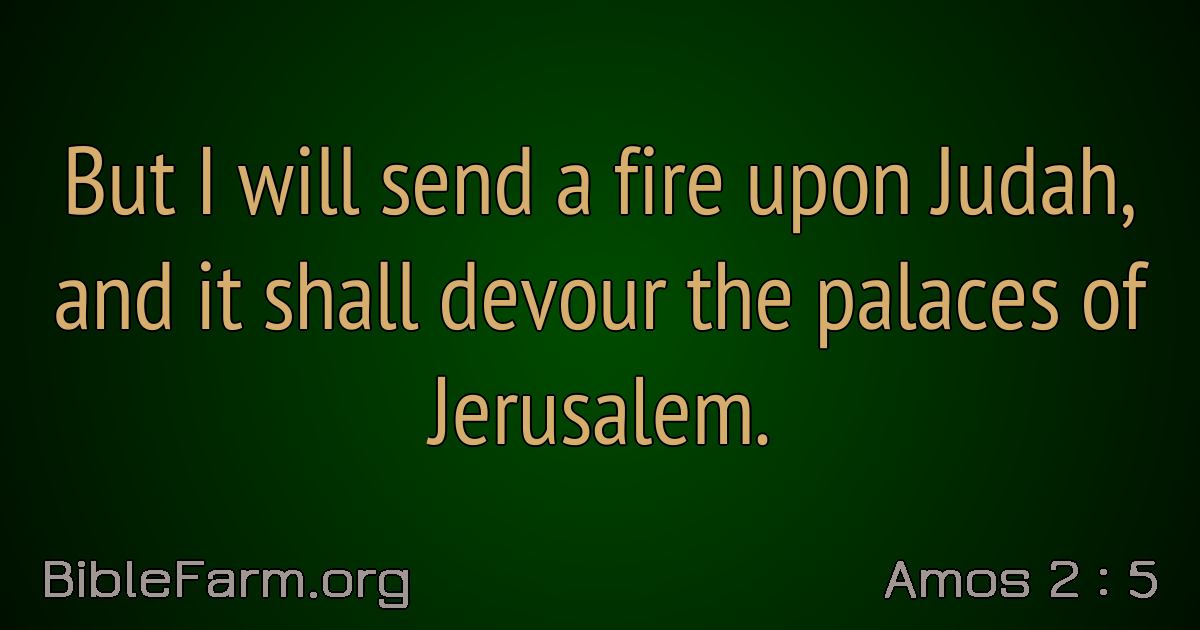 But I will send a fire upon Judah,
and it shall devour the palaces of
Jerusalem.
BibleFarm.org
Amos 2 : 5